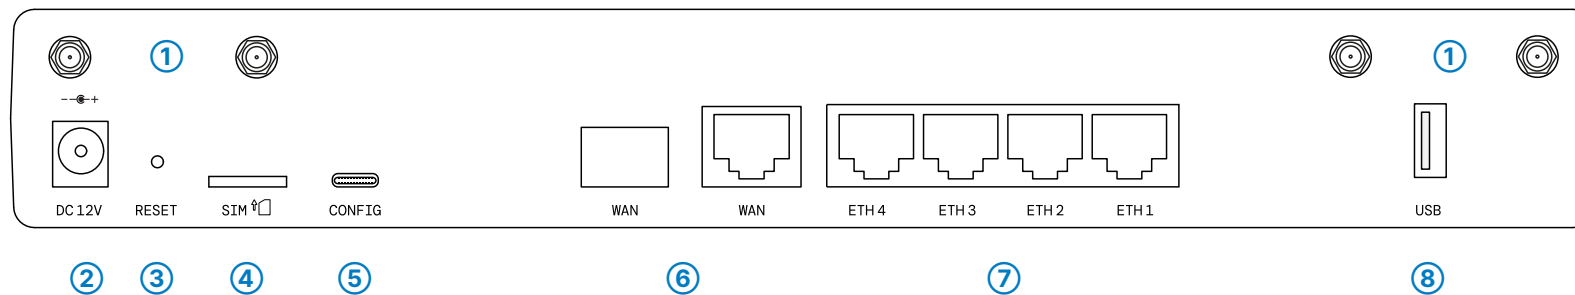 ① ①
DC 12V RESET SIM CONFIG WAN WAN ETH 4 ETH 3 ETH 2 ETH 1 USB
② ③ ④ ⑤ ⑥ ⑦ ⑧